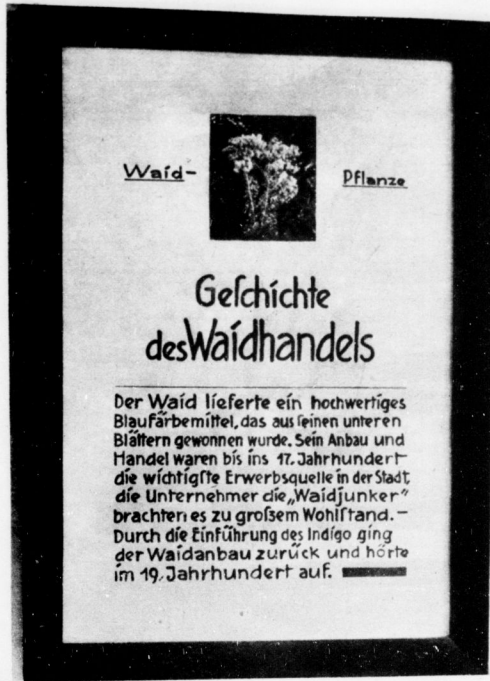 Waid-
Pflanze
Geſchichte
des Waidhandels
Der Waid lieferte ein hochwertiges
Blaufärbemittel, das aus ſeinen unteren
Blättern gewonnen wurde. Sein Anbau und
Handel waren bis ins 17. Jahrhundert
die wichtigſte Erwerbsquelle in der Stadt,
die Unternehmer die „Waidjunker“
brachten es zu großem Wohlſtand. –
Durch die Einführung des Indigo ging
der Waidanbau zurück und hörte
im 19. Jahrhundert auf.